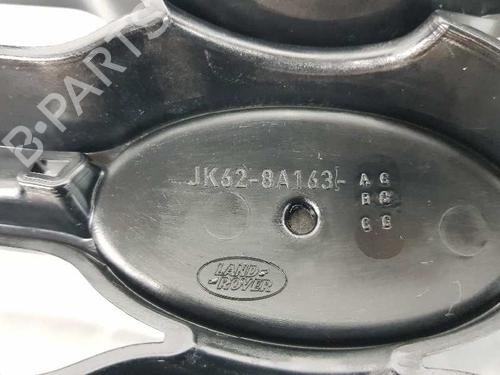 B-PARTS
JK62-8A163-
A C
B C
C C
LAND-
ROVER